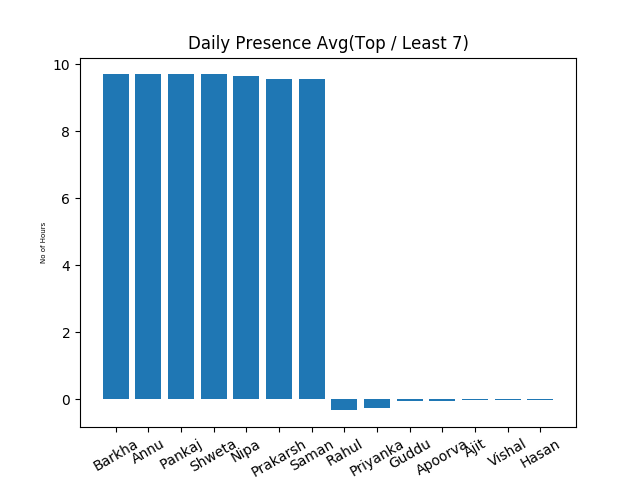 Daily Presence Avg(Top / Least 7)
10
8
6
4
2
0
No of Hours
Barkha
Annu
Pankaj
Shweta
Nipa
Prakarsh
Saman
Rahul
Priyanka
Guddu
Apoorva
Ajit
Vishal
Hasan